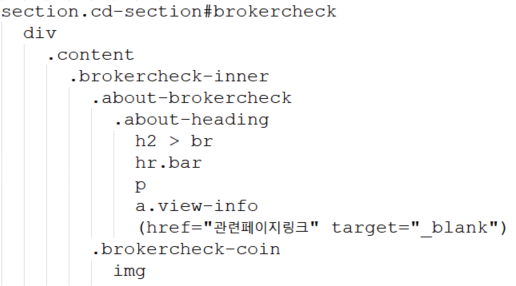 section.cd-section#brokercheck
div
.content
.brokercheck-inner
.about-brokercheck
.about-heading
h2 > br
hr.bar
p
a.view-info
(href="관련페이지링크" target="_blank")
.brokercheck-coin
img